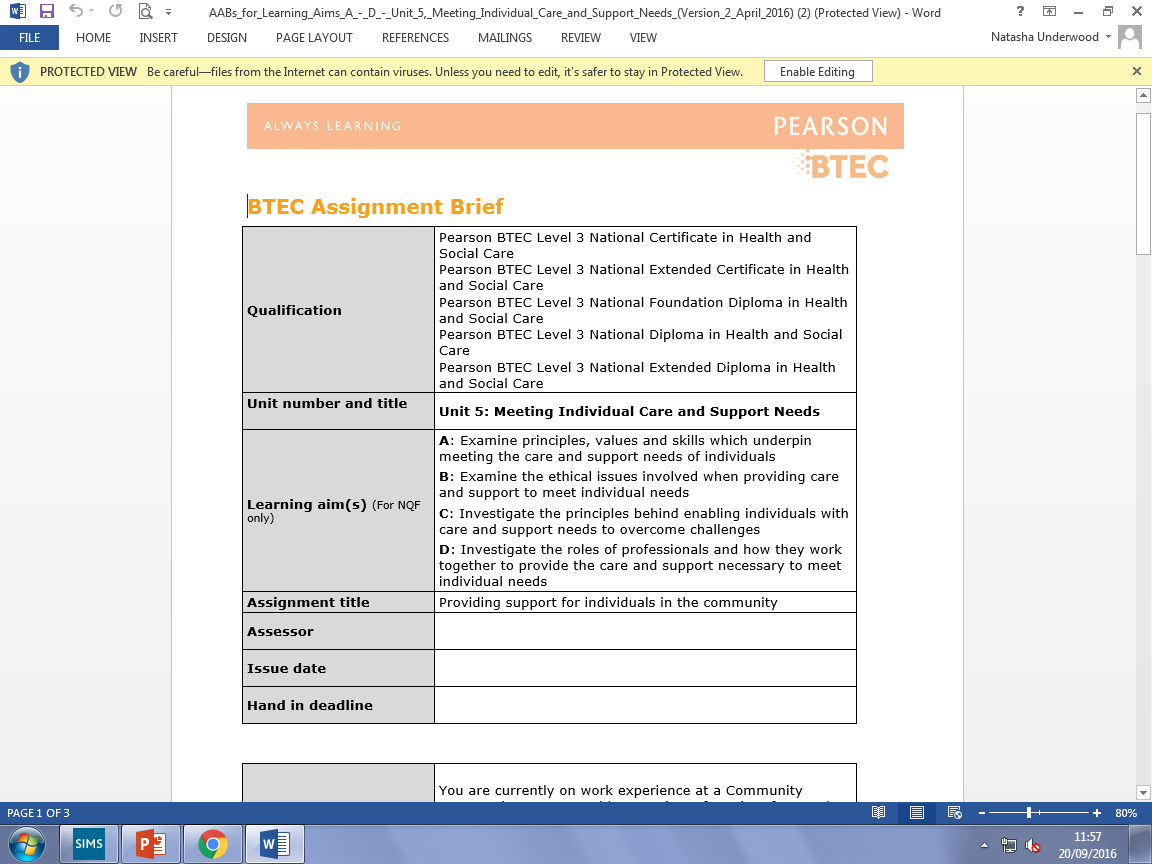 AABs_for_Learning_Aims_A_-_D_-_Unit_5,_Meeting_Individual_Care_and_Support_Needs_(Version_2_April_2016) (2) (Protected View) - Word
FILE HOME INSERT DESIGN PAGE LAYOUT REFERENCES MAILINGS REVIEW VIEW Natasha Underwood
PROTECTED VIEW Be careful—files from the Internet can contain viruses. Unless you need to edit, it's safer to stay in Protected View. Enable Editing
ALWAYS LEARNING
PEARSON
BTEC
BTEC Assignment Brief
Qualification
Pearson BTEC Level 3 National Certificate in Health and
Social Care
Pearson BTEC Level 3 National Extended Certificate in Health
and Social Care
Pearson BTEC Level 3 National Foundation Diploma in Health
and Social Care
Pearson BTEC Level 3 National Diploma in Health and Social
Care
Pearson BTEC Level 3 National Extended Diploma in Health
and Social Care
Unit number and title
Unit 5: Meeting Individual Care and Support Needs
Learning aim(s) (For NQF
only)
A: Examine principles, values and skills which underpin
meeting the care and support needs of individuals
B: Examine the ethical issues involved when providing care
and support to meet individual needs
C: Investigate the principles behind enabling individuals with
care and support needs to overcome challenges
D: Investigate the roles of professionals and how they work
together to provide the care and support necessary to meet
individual needs
Assignment title
Providing support for individuals in the community
Assessor
Issue date
Hand in deadline
You are currently on work experience at a Community
PAGE 1 OF 3
80%
SIMS
11:57
20/09/2016